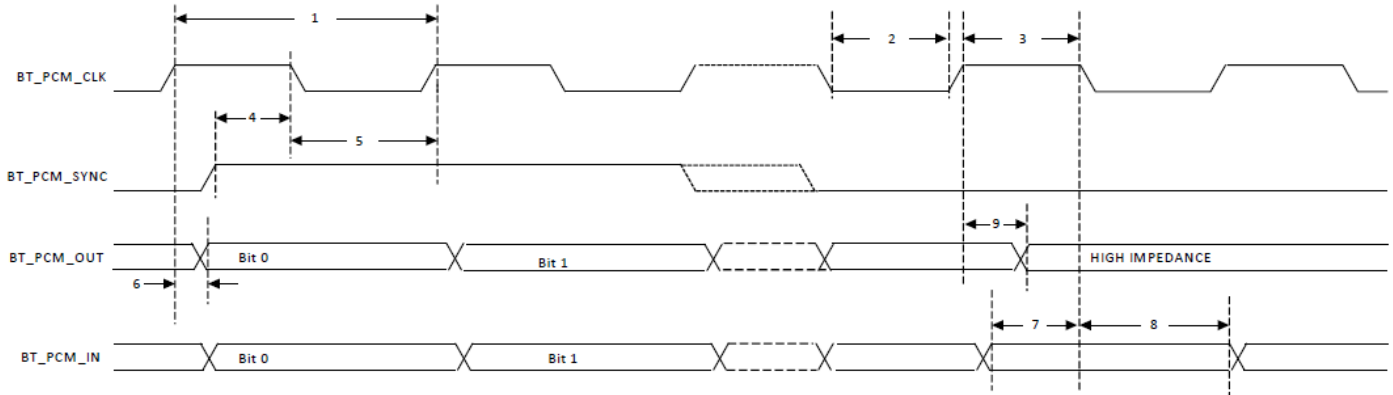 1
2
3
BT_PCM_CLK
4
5
BT_PCM_SYNC
9
BT_PCM_OUT
Bit 0
Bit 1
HIGH IMPEDANCE
6
7
8
BT_PCM_IN
Bit 0
Bit 1